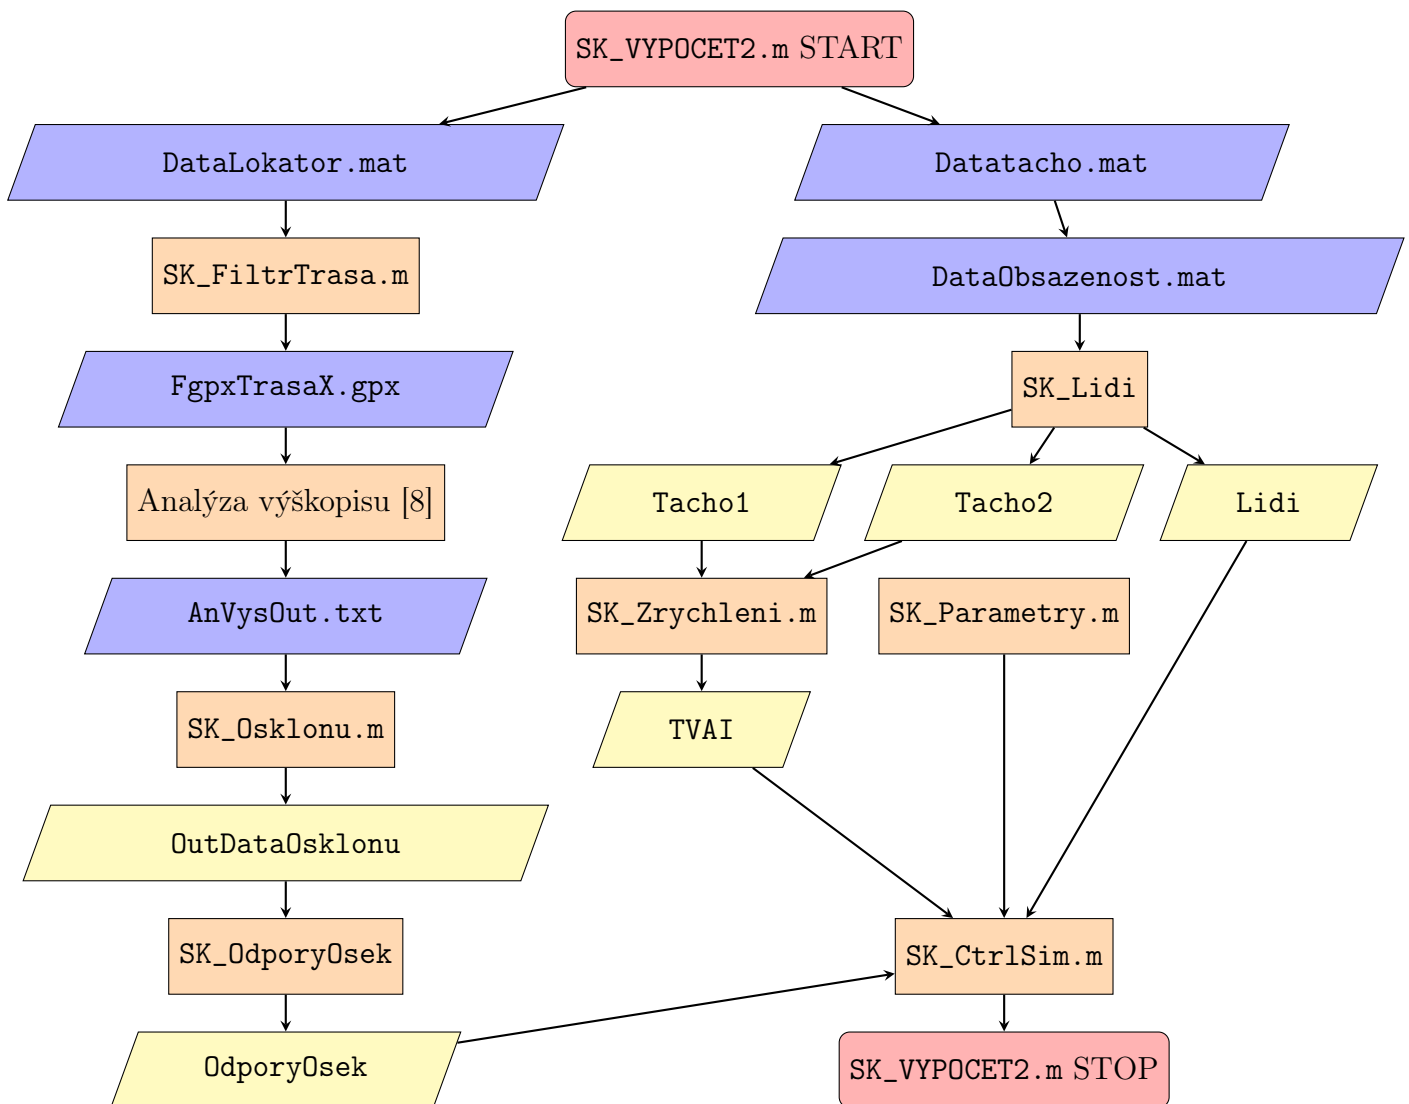 SK_VYPOCET2.m START
DataLokator.mat
Datatacho.mat
SK_FiltrTrasa.m
DataObsazenost.mat
FgpxTrasaX.gpx
SK_Lidi
Analýza výškopisu [8]
Tacho1
Tacho2
Lidi
AnVysOut.txt
SK_Zrychleni.m
SK_Parametry.m
SK_Osklonu.m
TVAI
OutDataOsklonu
SK_OdporyOsek
SK_CtrlSim.m
OdporyOsek
SK_VYPOCET2.m STOP